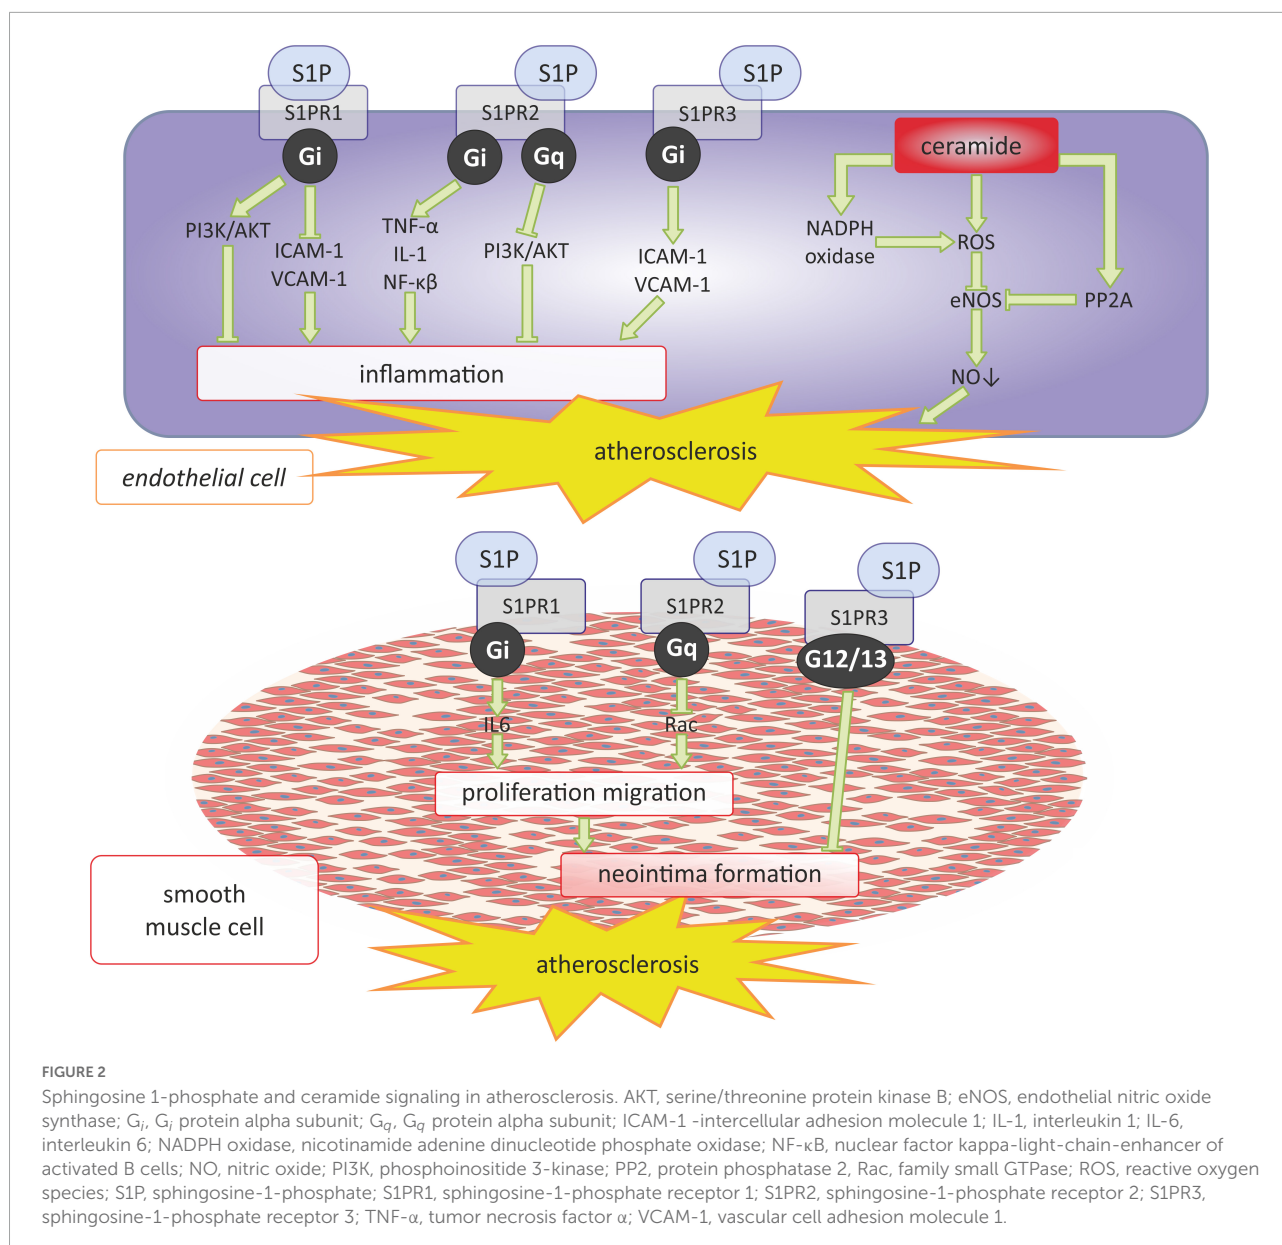 S1P
S1P
S1P
S1PR1
S1PR2
S1PR3
Gi
Gi
Gq
Gi
ceramide
PI3K/AKT
ICAM-1
VCAM-1
TNF-α
IL-1
NF-κβ
PI3K/AKT
ICAM-1
VCAM-1
NADPH
oxidase
ROS
eNOS
PP2A
NO↓
inflammation
atherosclerosis
endothelial cell
S1P
S1P
S1P
S1PR1
S1PR2
S1PR3
Gi
Gq
G12/13
IL6
Rac
proliferation migration
neointima formation
smooth
muscle cell
atherosclerosis
FIGURE 2
Sphingosine 1-phosphate and ceramide signaling in atherosclerosis. AKT, serine/threonine protein kinase B; eNOS, endothelial nitric oxide
synthase; Gi, Gi protein alpha subunit; Gq, Gq protein alpha subunit; ICAM-1 -intercellular adhesion molecule 1; IL-1, interleukin 1; IL-6,
interleukin 6; NADPH oxidase, nicotinamide adenine dinucleotide phosphate oxidase; NF-κB, nuclear factor kappa-light-chain-enhancer of
activated B cells; NO, nitric oxide; PI3K, phosphoinositide 3-kinase; PP2, protein phosphatase 2, Rac, family small GTPase; ROS, reactive oxygen
species; S1P, sphingosine-1-phosphate; S1PR1, sphingosine-1-phosphate receptor 1; S1PR2, sphingosine-1-phosphate receptor 2; S1PR3,
sphingosine-1-phosphate receptor 3; TNF-α, tumor necrosis factor α; VCAM-1, vascular cell adhesion molecule 1.